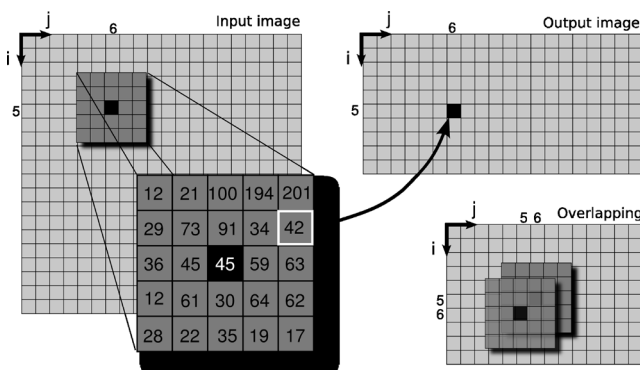 j
6
Input image
i
5
12 21 100 194 201
29 73 91 34 42
36 45 45 59 63
12 61 30 64 62
28 22 35 19 17
j
6
Output image
i
5
j
5 6
Overlapping
i
5
6